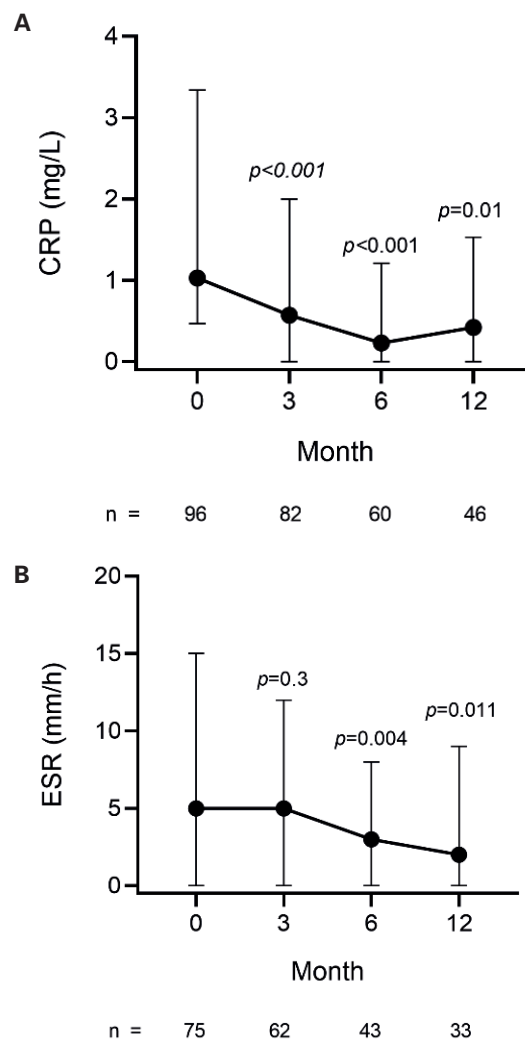 A
4
3
2
1
0
CRP (mg/L)
p<0.001
p<0.001
p=0.01
0 3 6 12
Month
n = 96 82 60 46
B
20
15
10
5
0
ESR (mm/h)
p=0.3
p=0.004
p=0.011
0 3 6 12
Month
n = 75 62 43 33